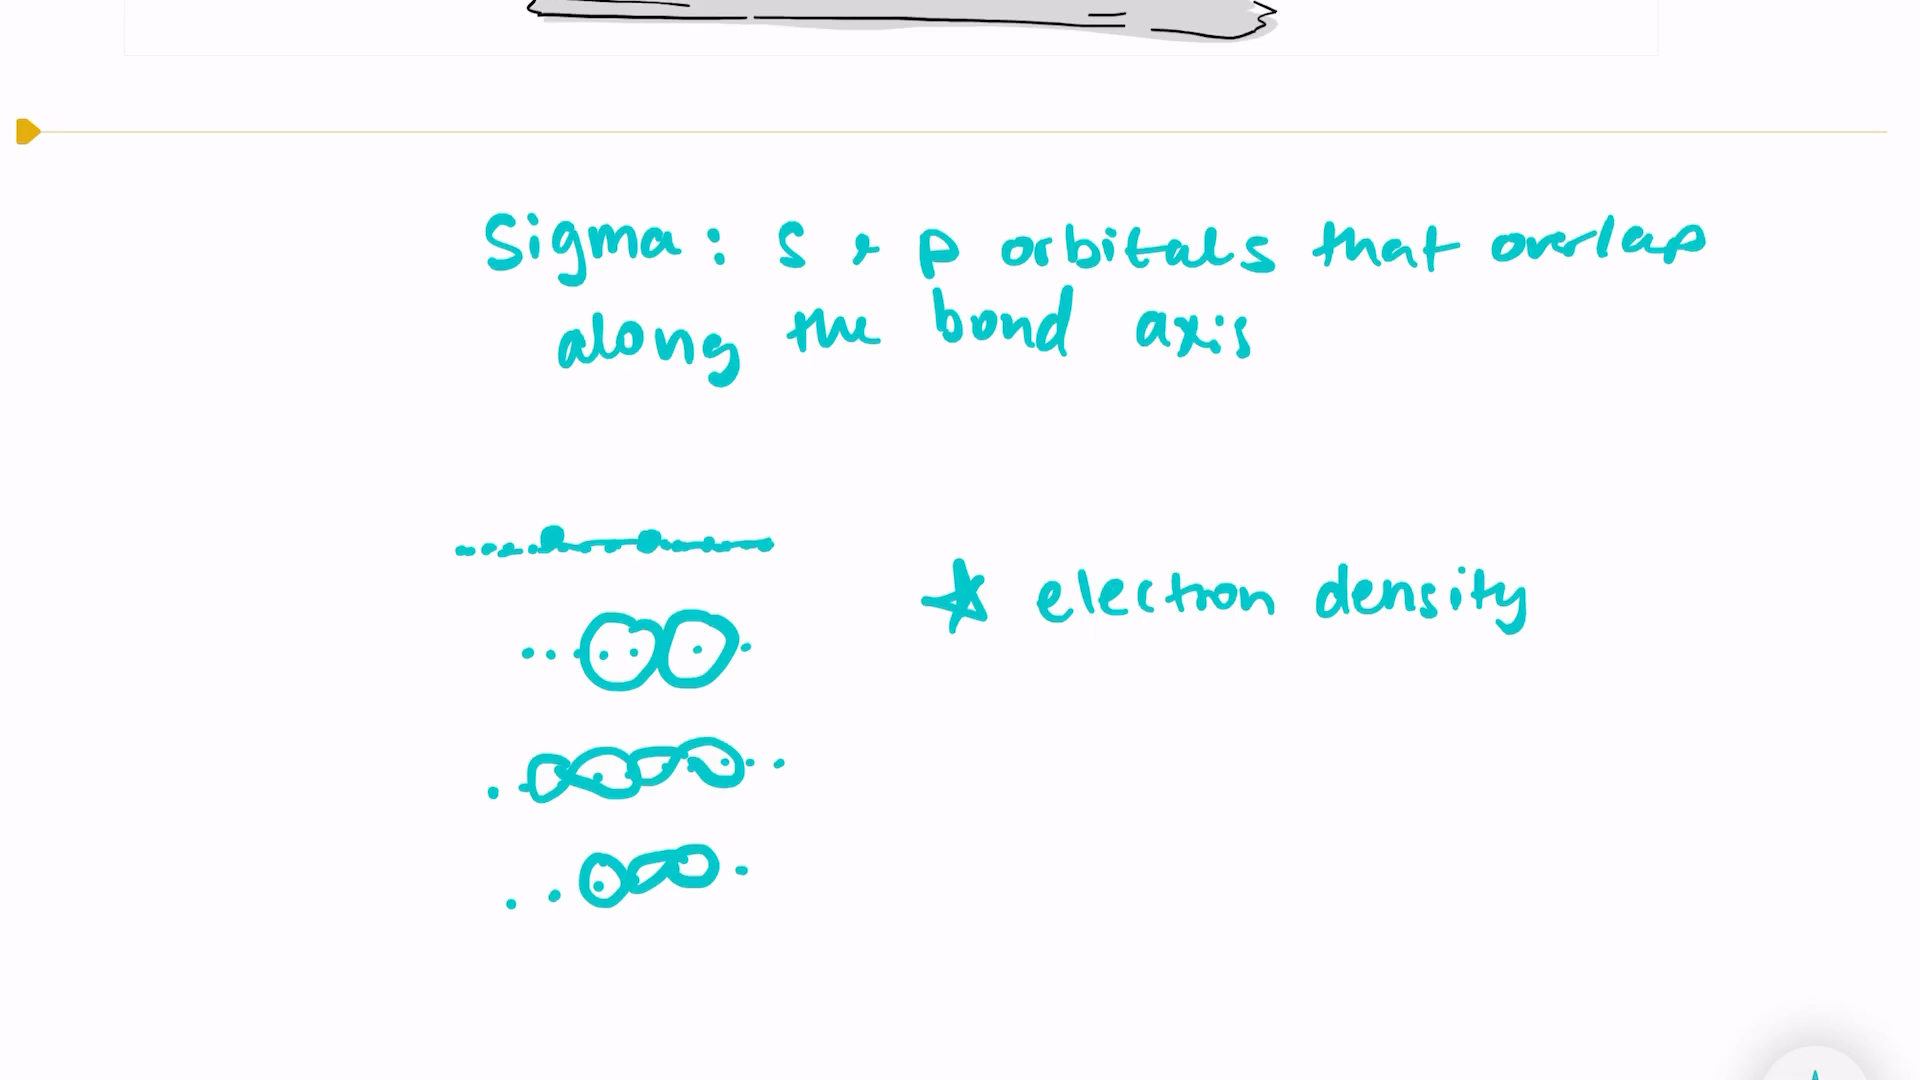 Sigma: s & p orbitals that overlap
along the bond axis
electron density